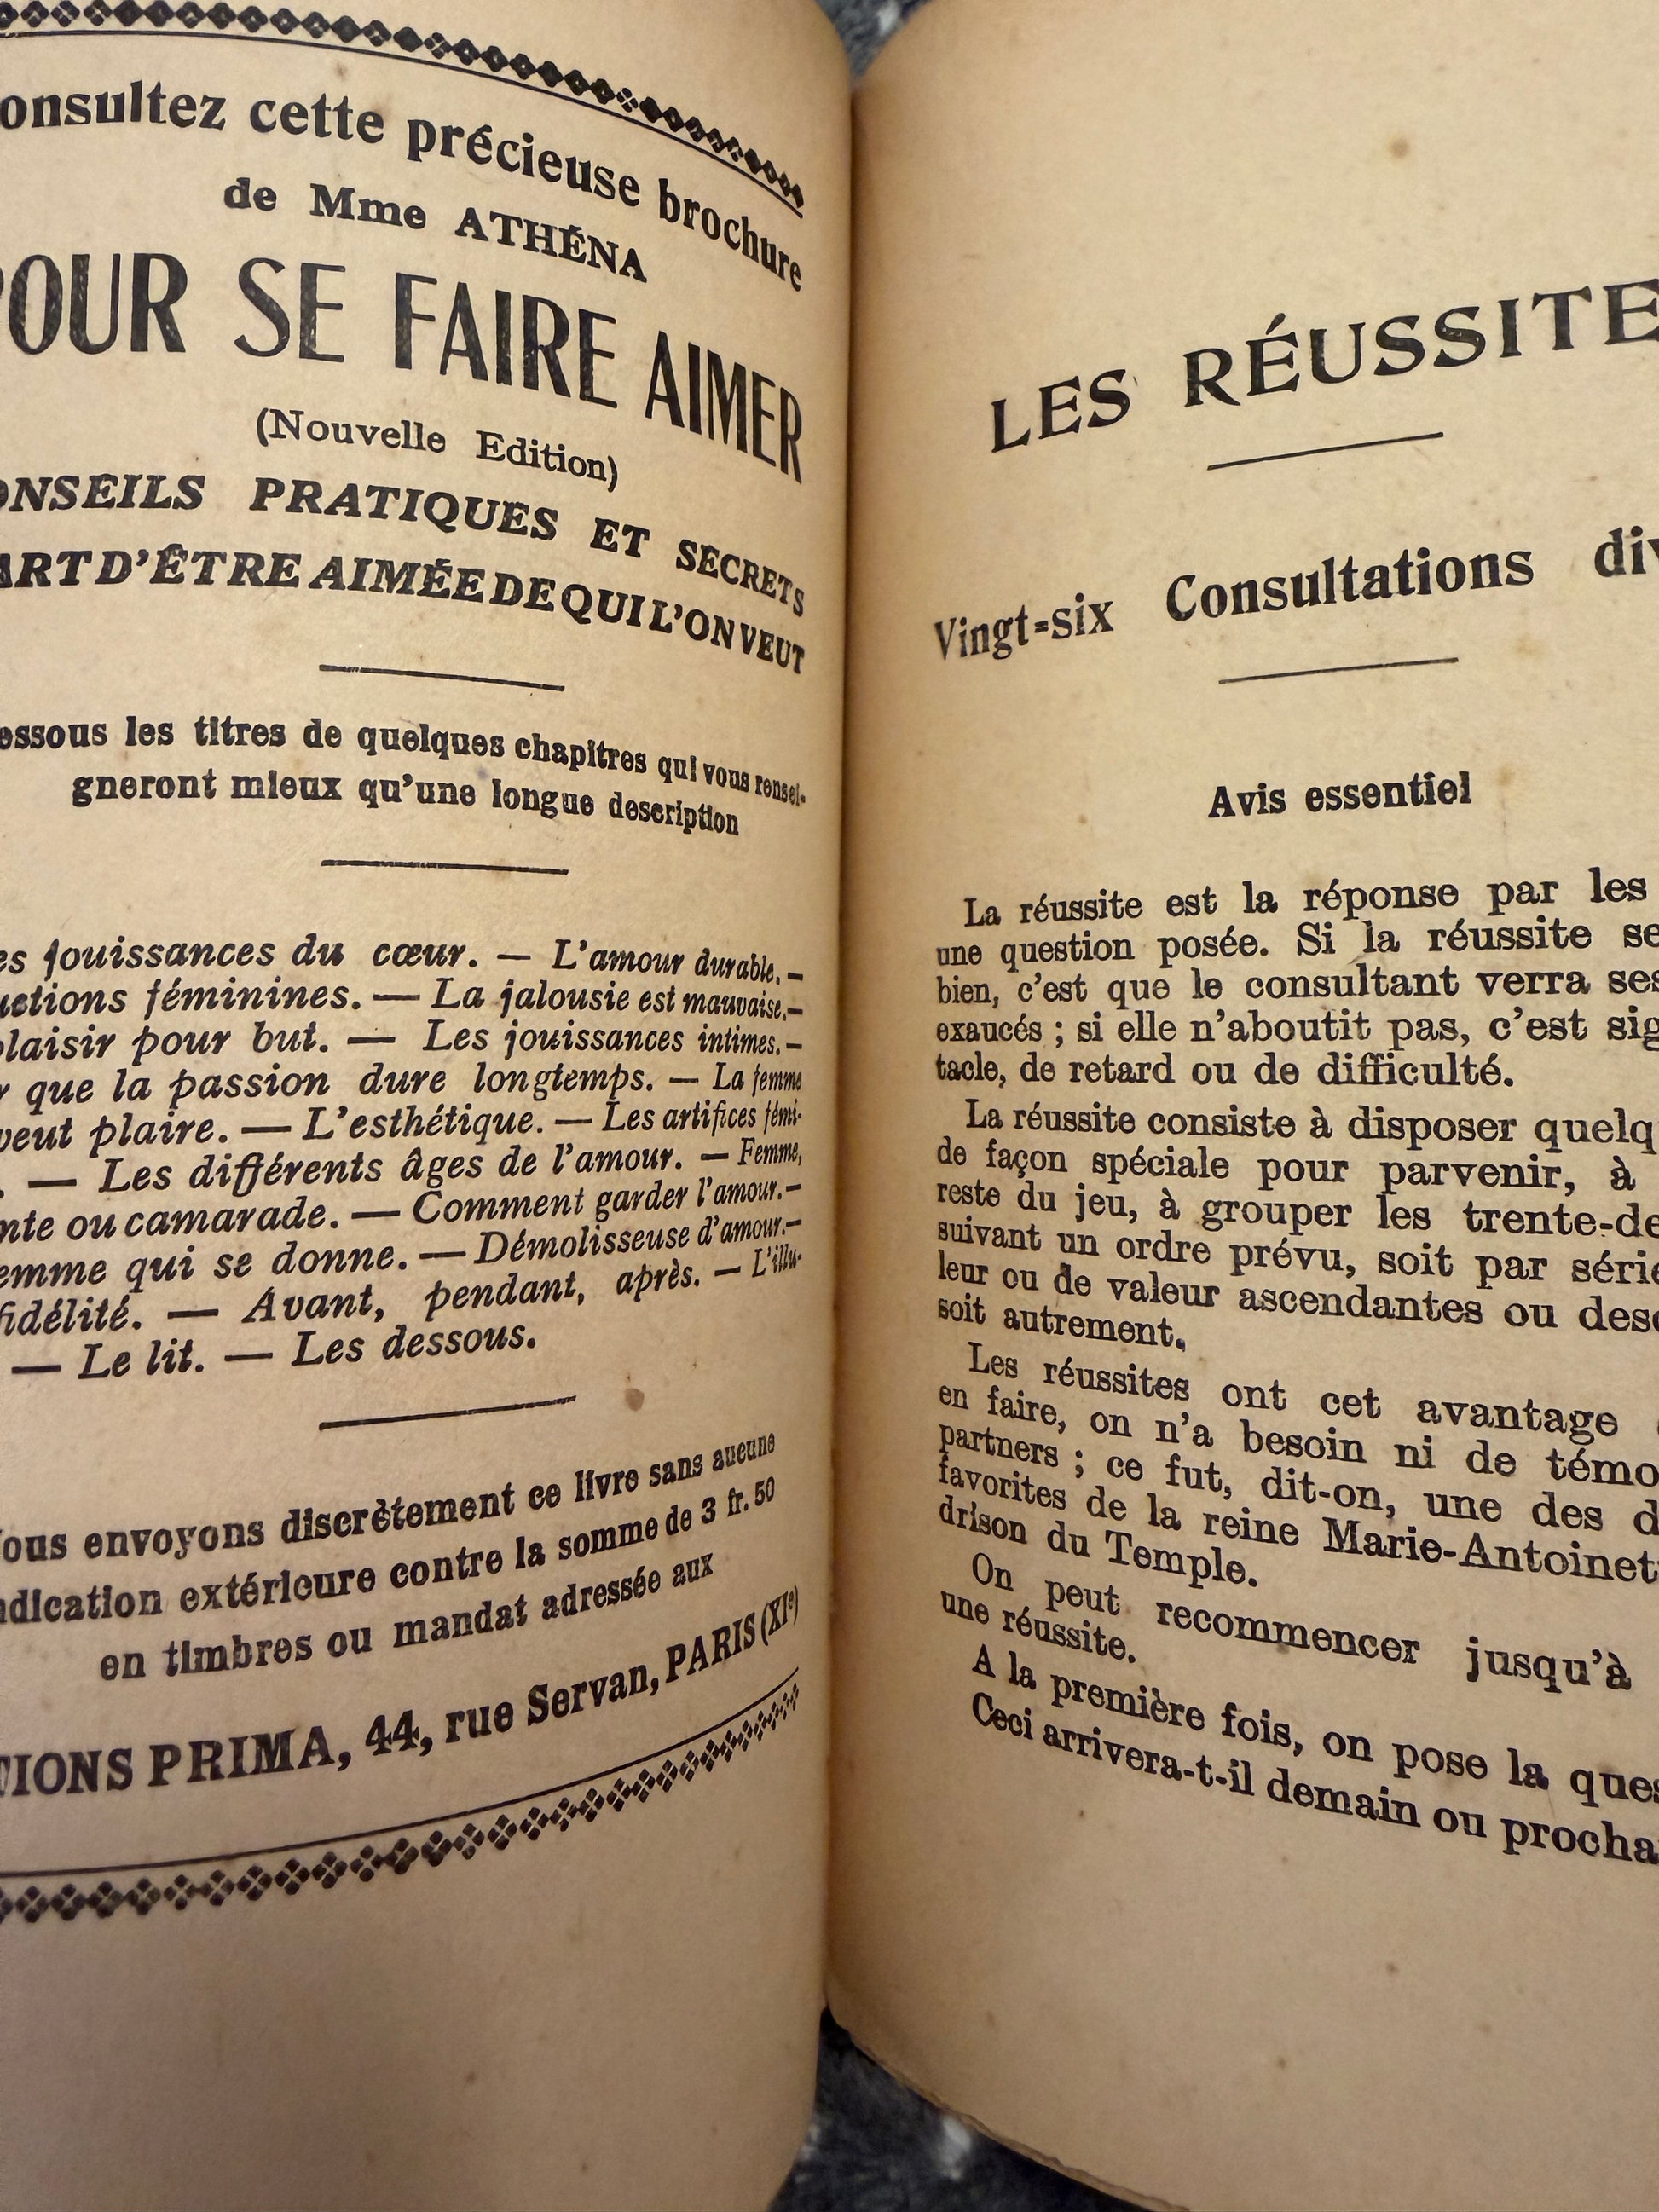 onsultez cette précieuse brochure
de Mme ATHÉNA
POUR SE FAIRE AIMER
(Nouvelle Edition)
ONSEILS PRATIQUES ET SECRETS
ART D'ÊTRE AIMÉE DE QUI L'ON VEUT
essous les titres de quelques chapitres qui vous rensei-
gneront mieux qu'une longue description
es jouissances du cœur. — L'amour durable. —
uctions féminines. — La jalousie est mauvaise. —
plaisir pour but. — Les jouissances intimes. —
r que la passion dure longtemps. — La femme
veut plaire. — L'esthétique. — Les artifices fémi-
. — Les différents âges de l'amour. — Femme,
nte ou camarade. — Comment garder l'amour. —
emme qui se donne. — Démolisseuse d'amour. —
fidélité. — Avant, pendant, après. — L'illu-
— Le lit. — Les dessous.
Nous envoyons discrètement ce livre sans aucune
ndication extérieure contre la somme de 3 fr. 50
en timbres ou mandat adressée aux
TIONS PRIMA, 44, rue Servan, PARIS (XIe)
LES RÉUSSITE
Vingt-six Consultations div
Avis essentiel
La réussite est la réponse par les
une question posée. Si la réussite se
bien, c'est que le consultant verra ses
exaucés ; si elle n'aboutit pas, c'est sig
tacle, de retard ou de difficulté.
La réussite consiste à disposer quelq
de façon spéciale pour parvenir, à
reste du jeu, à grouper les trente-de
suivant un ordre prévu, soit par série
leur ou de valeur ascendantes ou desc
soit autrement.
Les réussites ont cet avantage
en faire, on n'a besoin ni de témo
partners ; ce fut, dit-on, une des d
favorites de la reine Marie-Antoinet
drison du Temple.
On peut recommencer jusqu'à
une réussite.
A la première fois, on pose la ques
Ceci arrivera-t-il demain ou procha